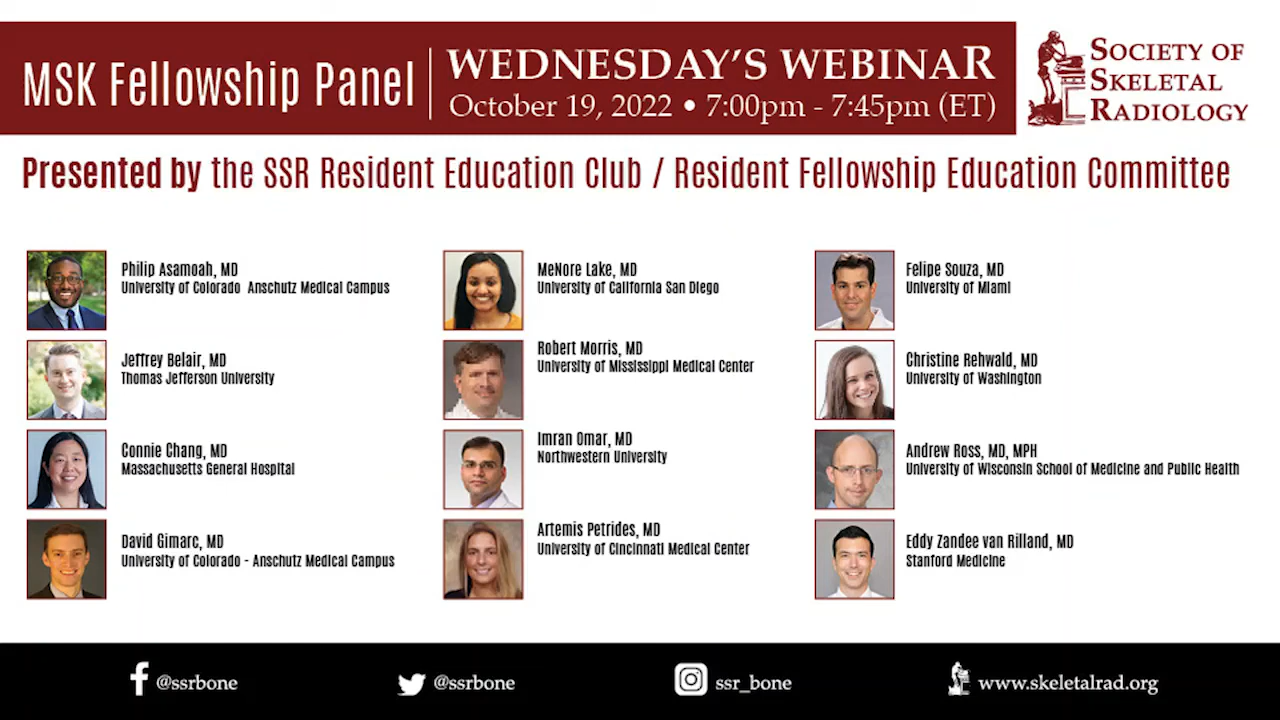 MSK Fellowship Panel
WEDNESDAY'S WEBINAR
October 19, 2022 • 7:00pm - 7:45pm (ET)
SOCIETY OF
SKELETAL
RADIOLOGY
Presented by the SSR Resident Education Club / Resident Fellowship Education Committee
Philip Asamoah, MD
University of Colorado Anschutz Medical Campus
Jeffrey Belair, MD
Thomas Jefferson University
Connie Chang, MD
Massachusetts General Hospital
David Gimarc, MD
University of Colorado - Anschutz Medical Campus
MeNore Lake, MD
University of California San Diego
Robert Morris, MD
University of Mississippi Medical Center
Imran Omar, MD
Northwestern University
Artemis Petrides, MD
University of Cincinnati Medical Center
Felipe Souza, MD
University of Miami
Christine Rehwald, MD
University of Washington
Andrew Ross, MD, MPH
University of Wisconsin School of Medicine and Public Health
Eddy Zandee van Rilland, MD
Stanford Medicine
@ssrbone
@ssrbone
ssr_bone
www.skeletalrad.org